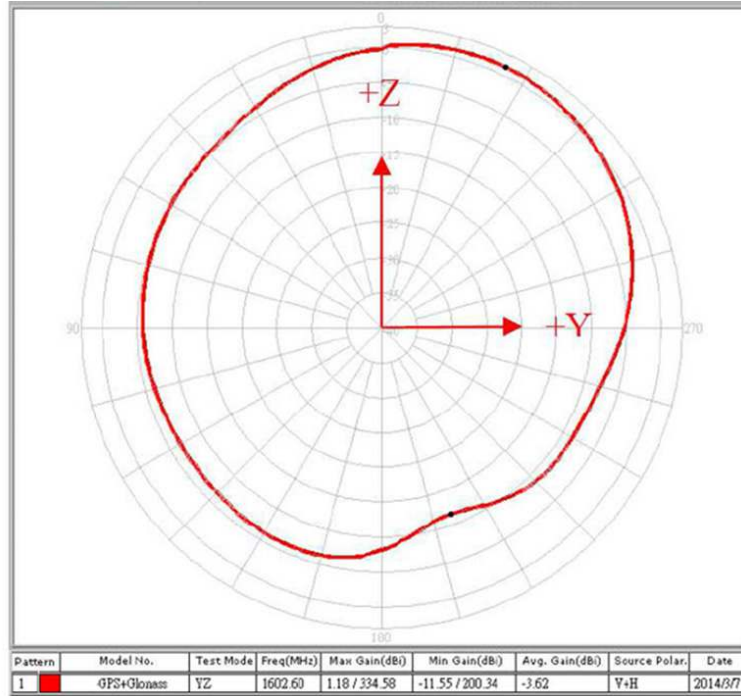 0
3
+Z
20
+Y
90
270
180
Pattern Model No. Test Mode Freq(MHz) Max Gain(dBi) Min Gain(dBi) Avg. Gain(dBi) Source Polar. Date
1 GPS+Glonass YZ 1602.60 1.18 / 334.58 -11.55 / 200.34 -3.62 V+H 2014/3/7